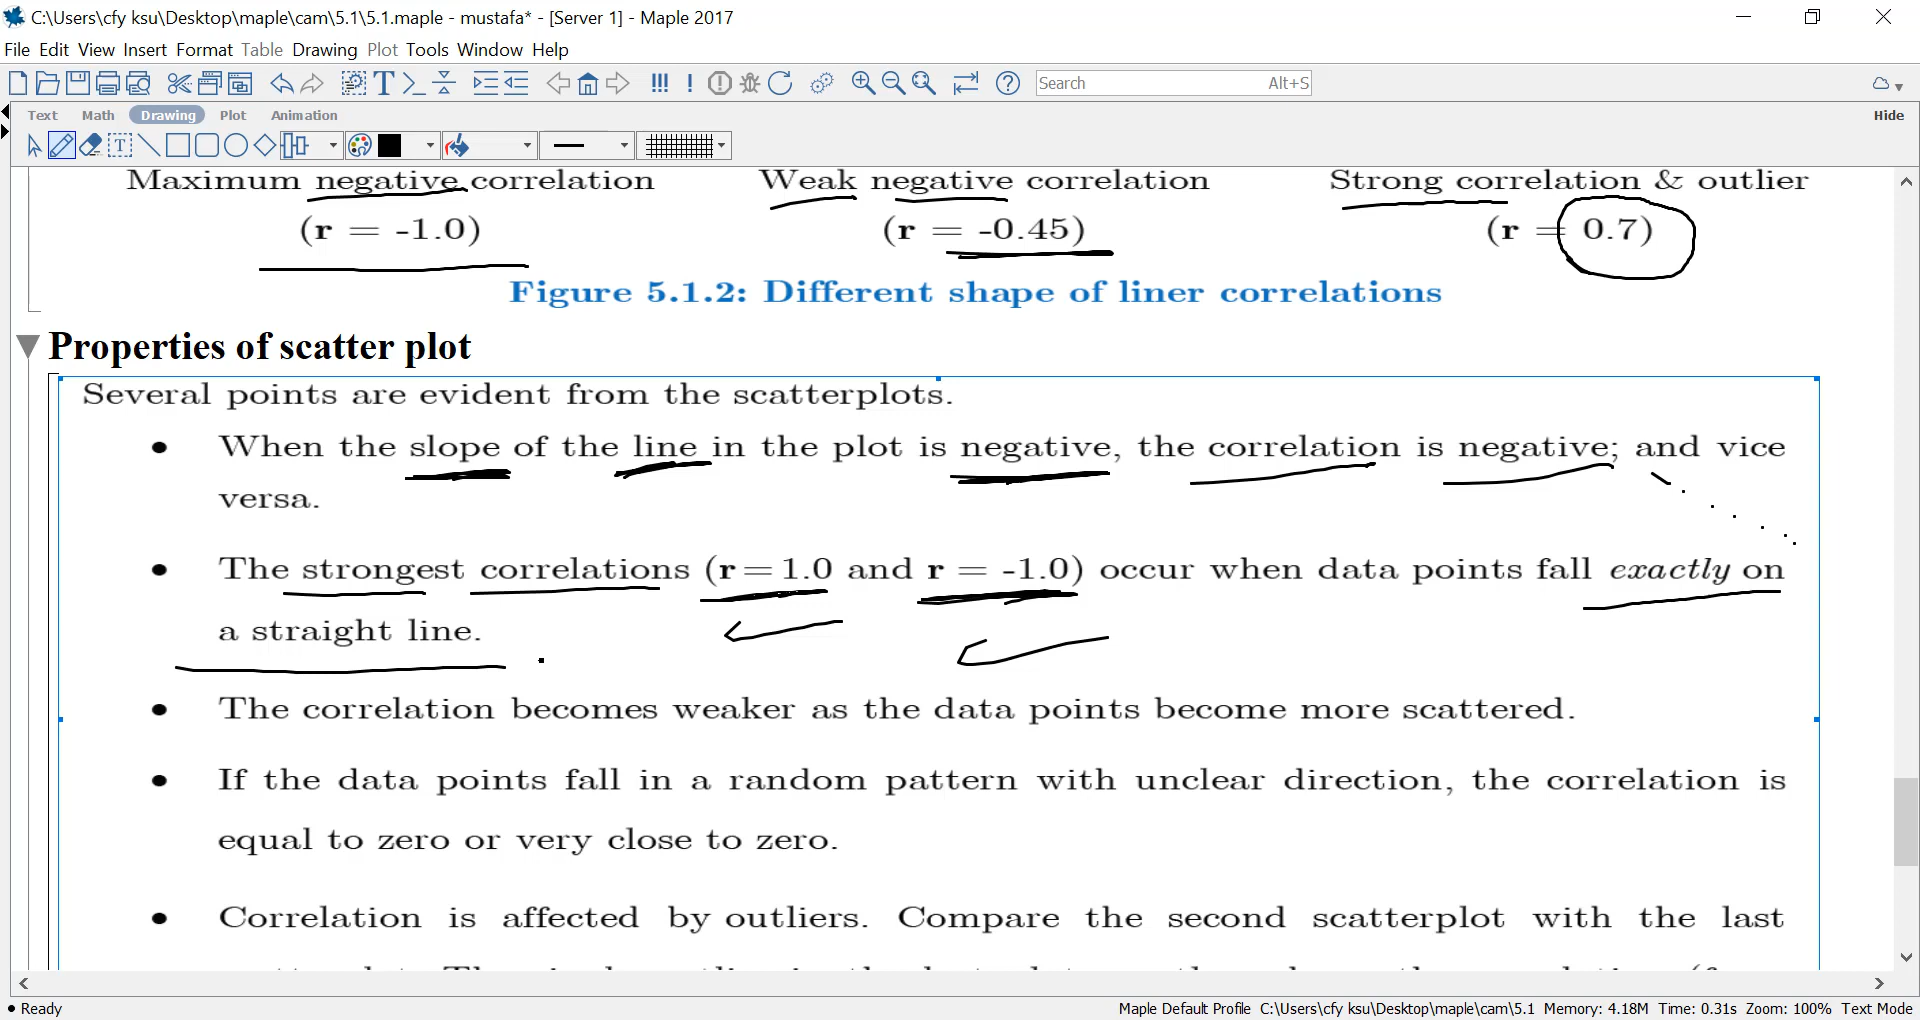 C:\Users\cfy ksu\Desktop\maple\cam\5.1\5.1.maple - mustafa* - [Server 1] - Maple 2017
File Edit View Insert Format Table Drawing Plot Tools Window Help
Search Alt+S
Text Math Drawing Plot Animation Hide
Maximum negative correlation Weak negative correlation Strong correlation & outlier
(r = -1.0) (r = -0.45) (r = 0.7)
Figure 5.1.2: Different shape of liner correlations
Properties of scatter plot
Several points are evident from the scatterplots.
• When the slope of the line in the plot is negative, the correlation is negative; and vice
versa.
• The strongest correlations (r = 1.0 and r = -1.0) occur when data points fall exactly on
a straight line.
• The correlation becomes weaker as the data points become more scattered.
• If the data points fall in a random pattern with unclear direction, the correlation is
equal to zero or very close to zero.
• Correlation is affected by outliers. Compare the second scatterplot with the last
• Ready Maple Default Profile C:\Users\cfy ksu\Desktop\maple\cam\5.1 Memory: 4.18M Time: 0.31s Zoom: 100% Text Mode